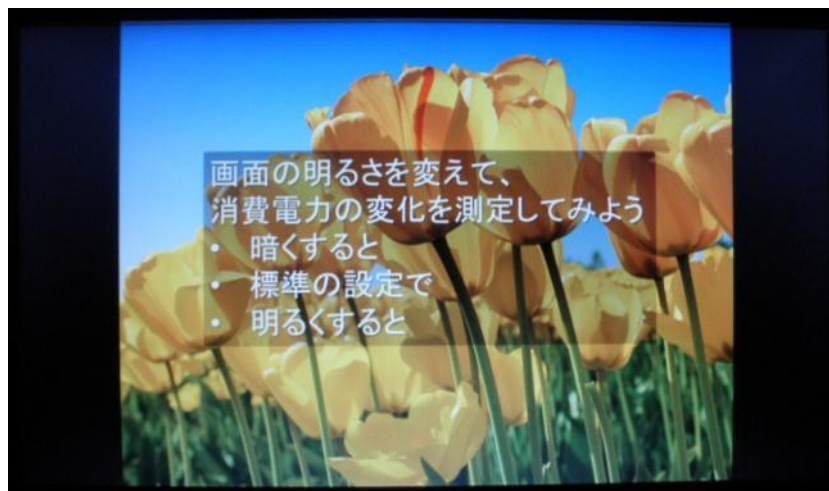 画面の明るさを変えて、
消費電力の変化を測定してみよう
• 暗くすると
• 標準の設定で
• 明るくすると